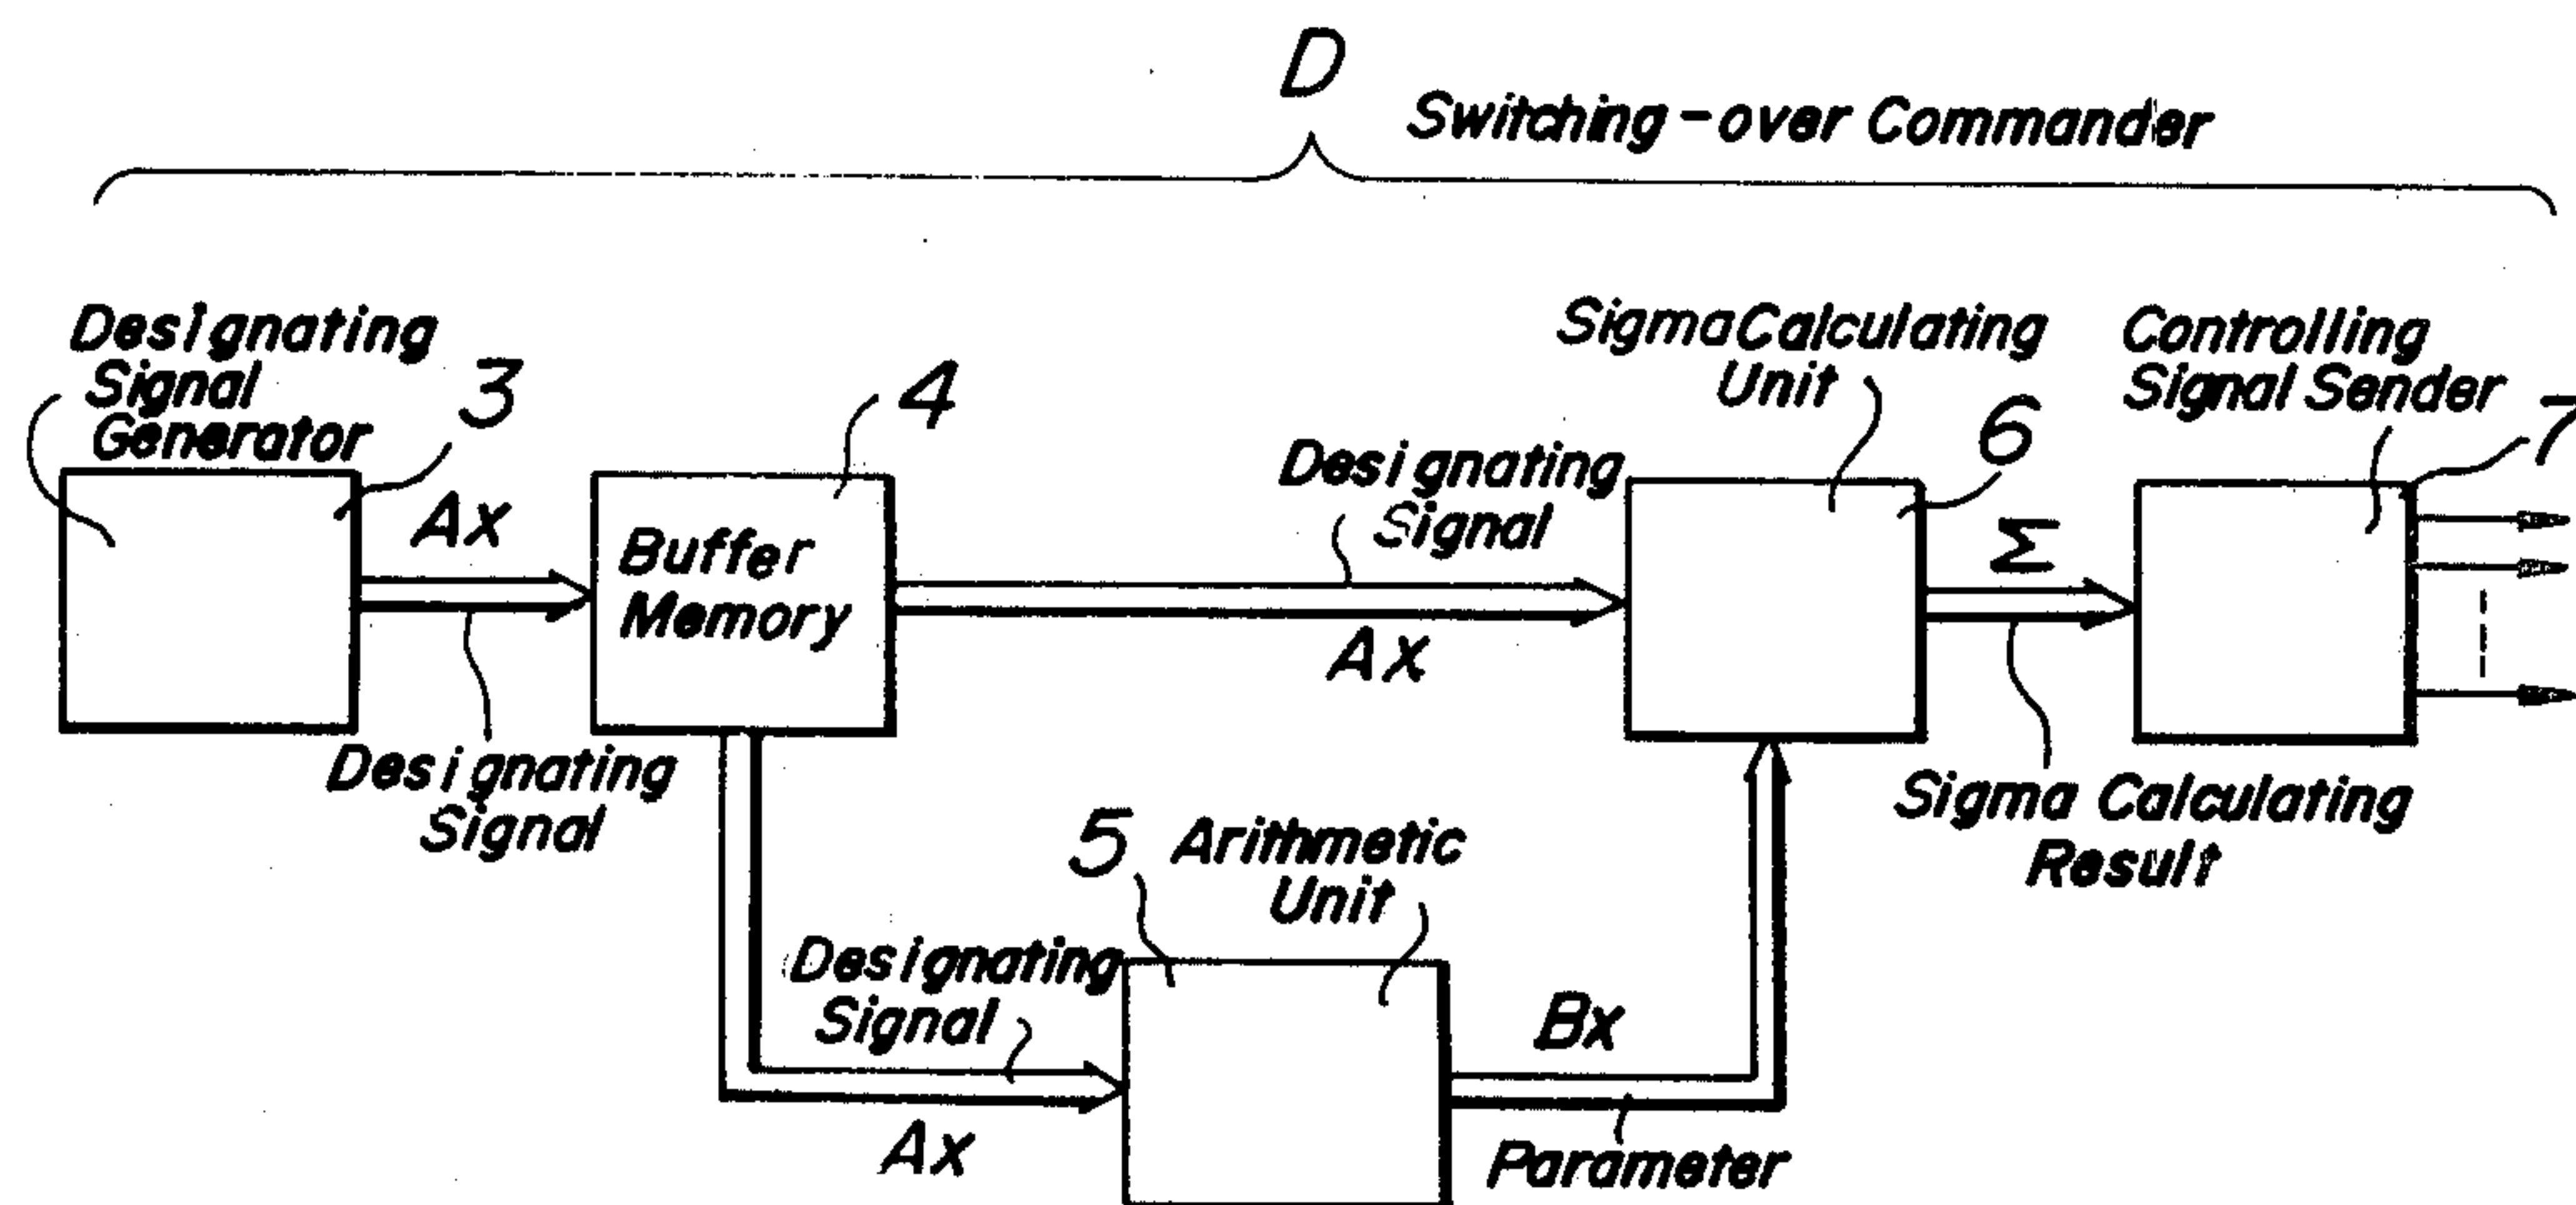 D
Switching-over Commander
Designating
Signal
Generator
3
4
Sigma Calculating
Unit
6
Controlling
Signal Sender
7
Ax
Buffer
Memory
Designating
Signal
Ax
Σ
Designating
Signal
Sigma Calculating
Result
5
Arithmetic
Unit
Designating
Signal
Ax
Bx
Parameter